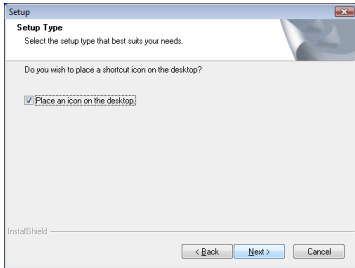 Setup
Setup Type
Select the setup type that best suits your needs.
Do you wish to place a shortcut icon on the desktop?
Place an icon on the desktop.
InstallShield
< Back Next > Cancel